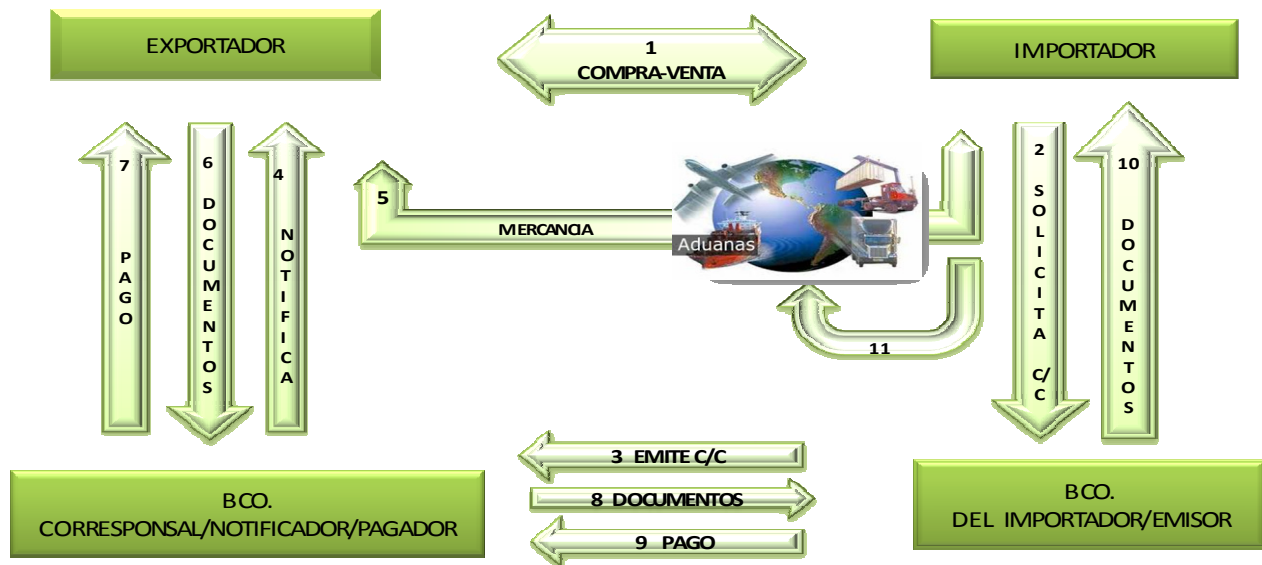 EXPORTADOR
1
COMPRA-VENTA
IMPORTADOR
7
PAGO
6
DOCUMENTOS
4
NOTIFICA
5
MERCANCIA
Aduanas
11
2
SOLICITA C/C
10
DOCUMENTOS
3 EMITE C/C
8 DOCUMENTOS
9 PAGO
BCO.
CORRESPONSAL/NOTIFICADOR/PAGADOR
BCO.
DEL IMPORTADOR/EMISOR